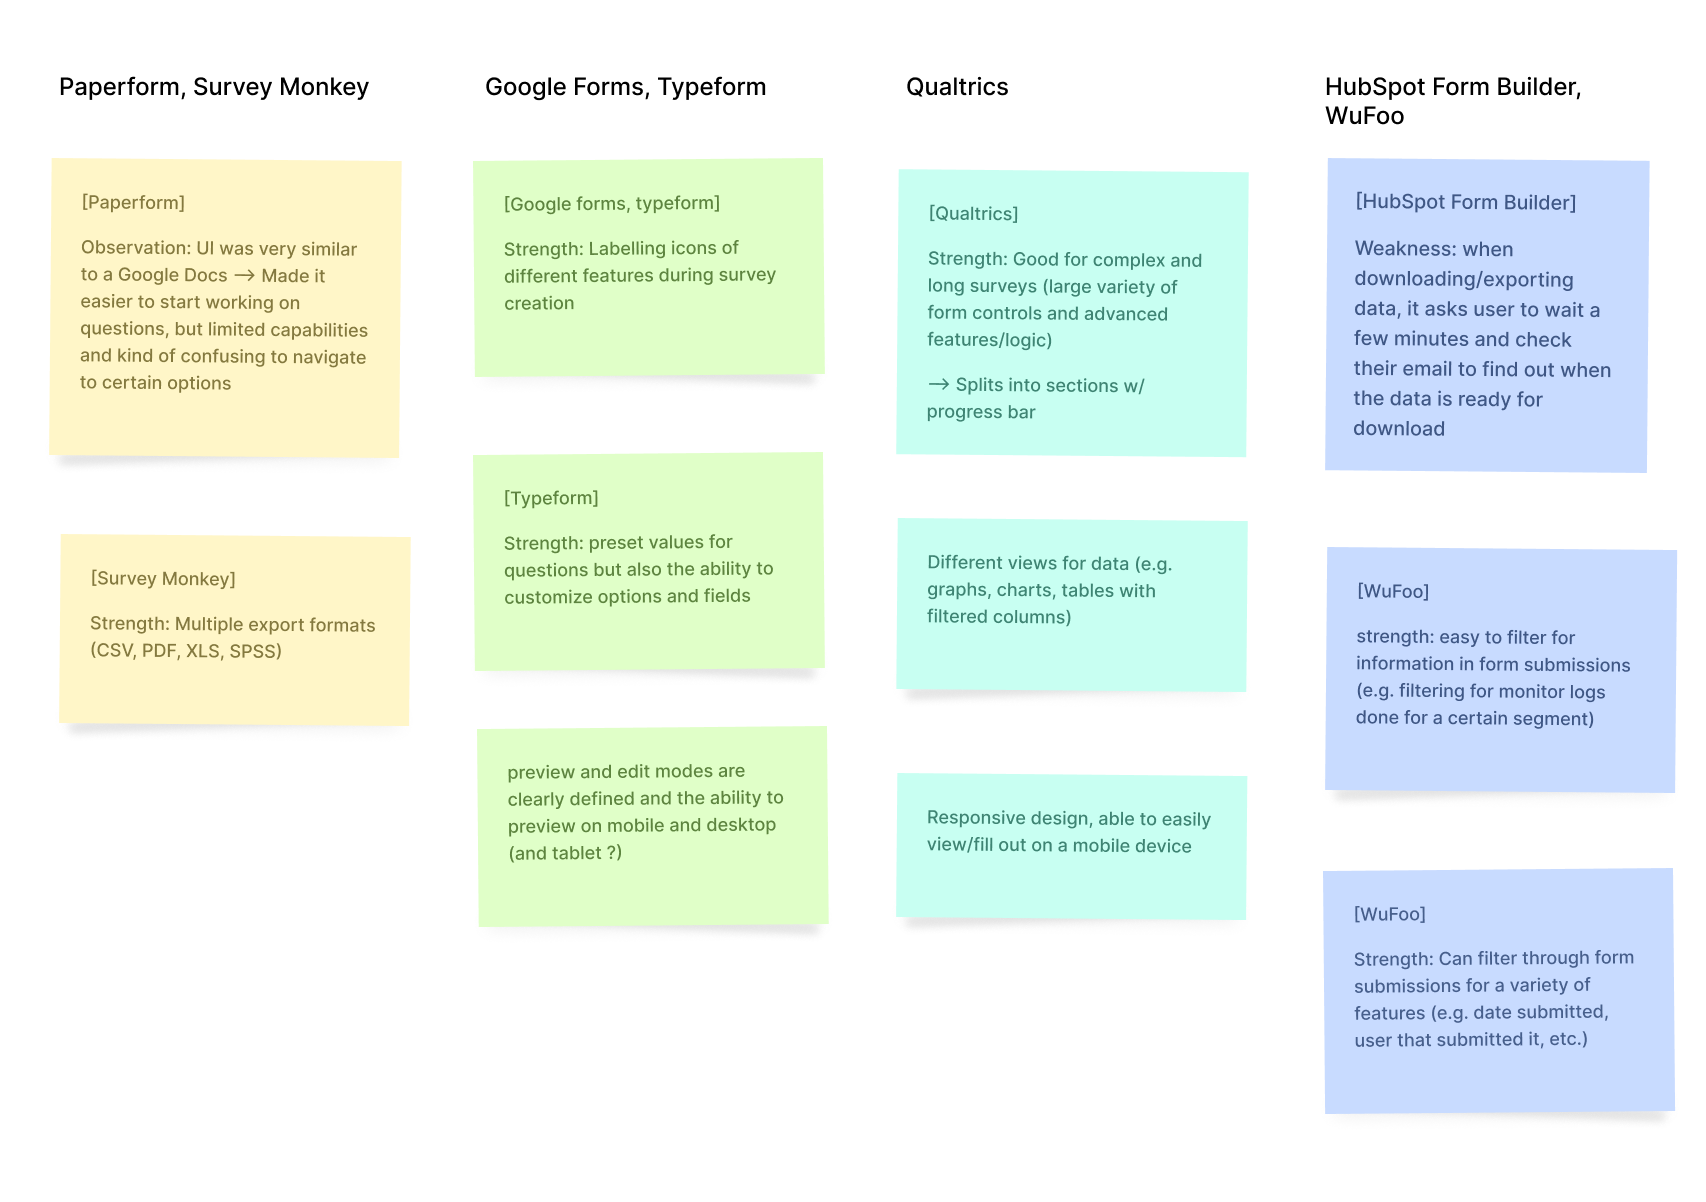 Paperform, Survey Monkey
[Paperform]
Observation: UI was very similar
to a Google Docs → Made it
easier to start working on
questions, but limited capabilities
and kind of confusing to navigate
to certain options
[Survey Monkey]
Strength: Multiple export formats
(CSV, PDF, XLS, SPSS)
Google Forms, Typeform
[Google forms, typeform]
Strength: Labelling icons of
different features during survey
creation
[Typeform]
Strength: preset values for
questions but also the ability to
customize options and fields
preview and edit modes are
clearly defined and the ability to
preview on mobile and desktop
(and tablet ?)
Qualtrics
[Qualtrics]
Strength: Good for complex and
long surveys (large variety of
form controls and advanced
features/logic)
→ Splits into sections w/
progress bar
Different views for data (e.g.
graphs, charts, tables with
filtered columns)
Responsive design, able to easily
view/fill out on a mobile device
HubSpot Form Builder,
WuFoo
[HubSpot Form Builder]
Weakness: when
downloading/exporting
data, it asks user to wait a
few minutes and check
their email to find out when
the data is ready for
download
[WuFoo]
strength: easy to filter for
information in form submissions
(e.g. filtering for monitor logs
done for a certain segment)
[WuFoo]
Strength: Can filter through form
submissions for a variety of
features (e.g. date submitted,
user that submitted it, etc.)